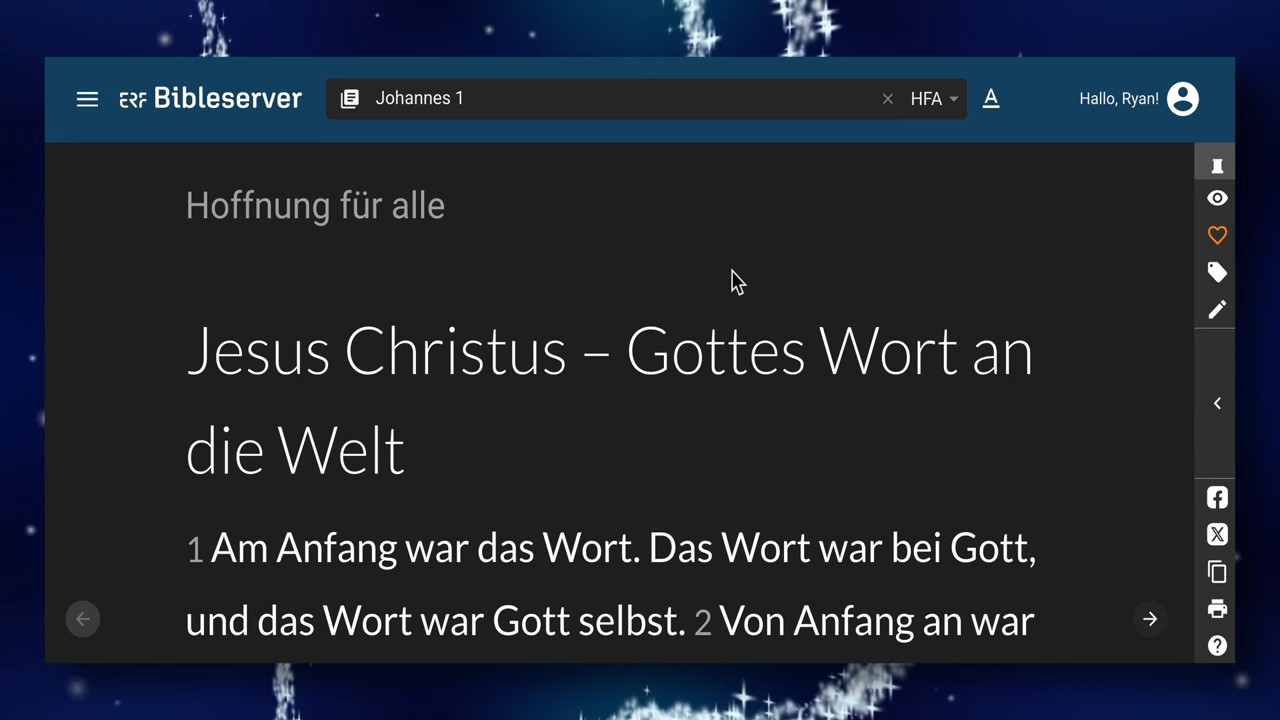 ERF Bibleserver
Johannes 1
HFA
A
Hallo, Ryan!
Hoffnung für alle
Jesus Christus – Gottes Wort an
die Welt
1 Am Anfang war das Wort. Das Wort war bei Gott,
und das Wort war Gott selbst. 2 Von Anfang an war